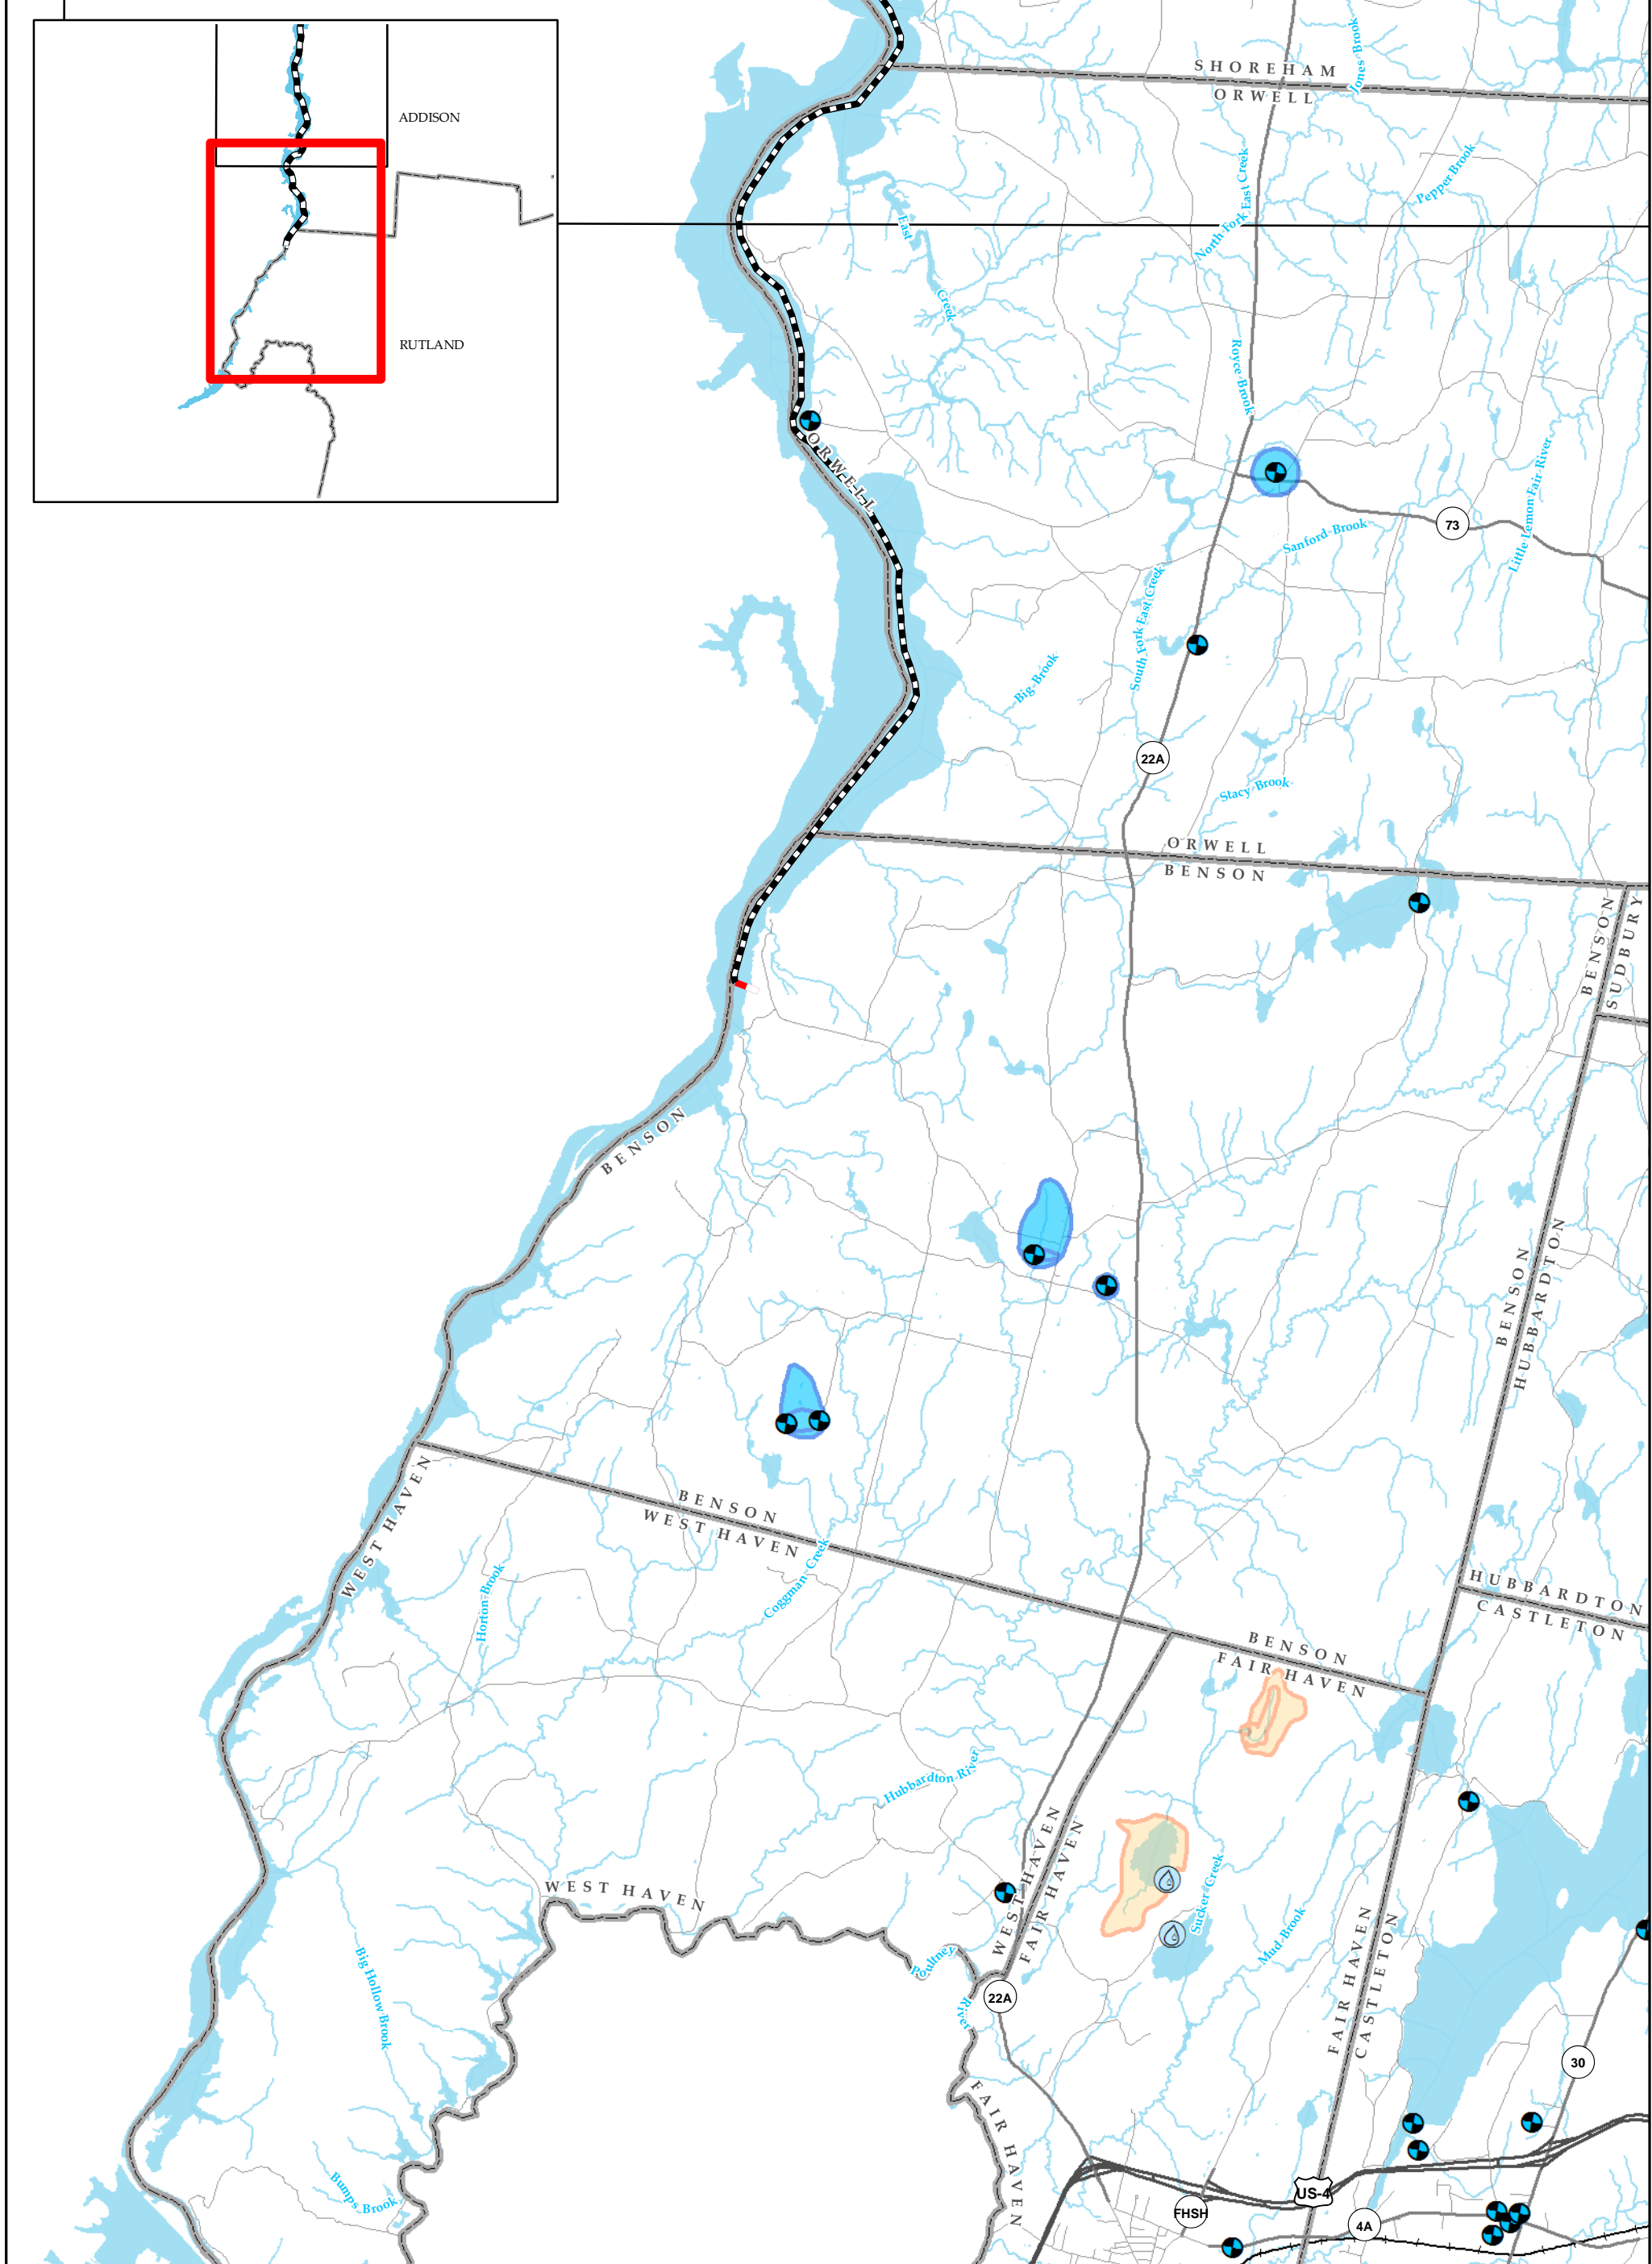 ADDISON
RUTLAND
SHOREHAM
ORWELL
Jones Brook
Pepper Brook
North Fork East Creek
East
Creek
Royce Brook
ORWELL
Little Lemon Fair River
73
Sanford Brook
South Fork East Creek
Big Brook
22A
Stacy Brook
ORWELL
BENSON
BENSON
SUDBURY
BENSON
BENSON
HUBBARDTON
BENSON
WEST HAVEN
WEST HAVEN
Coggman Creek
Horton Brook
HUBBARDTON
CASTLETON
BENSON
FAIR HAVEN
Hubbardton River
WEST HAVEN
FAIR HAVEN
Sucker Creek
WEST HAVEN
Mud Brook
Poultney
River
Big Hollow Brook
22A
FAIR HAVEN
CASTLETON
30
FAIR HAVEN
Bumps Brook
US-4
FHSH
4A